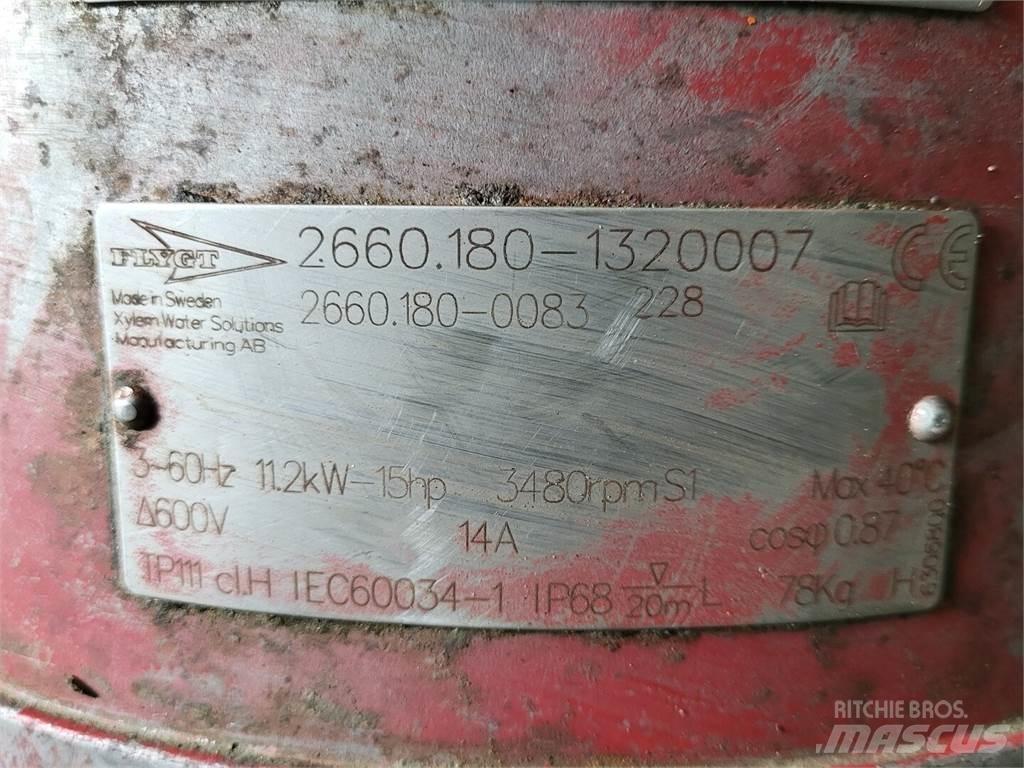 FLYGT
2660.180-1320007
CE
Made in Sweden
Xylem Water Solutions
Manufacturing AB
2660.180-0083 228
3~60Hz 11.2kW-15hp 3480rpm S1 Max 40°C
Δ600V 14A cosφ 0.87
TP111 cl.H IEC60034-1 IP68 20m L 78Kg H
RITCHIE BROS.
MASCUS